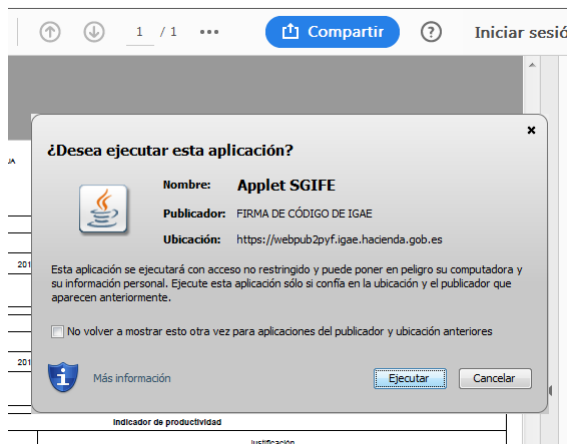 1 / 1 ••• Compartir ? Iniciar sesió
¿Desea ejecutar esta aplicación?
Nombre: Applet SGIFE
Publicador: FIRMA DE CÓDIGO DE IGAE
Ubicación: https://webpub2pyf.igae.hacienda.gob.es
201
Esta aplicación se ejecutará con acceso no restringido y puede poner en peligro su computadora y
su información personal. Ejecute esta aplicación sólo si confía en la ubicación y el publicador que
aparecen anteriormente.
No volver a mostrar esto otra vez para aplicaciones del publicador y ubicación anteriores
201
Más información Ejecutar Cancelar
Indicador de productividad
Justificación